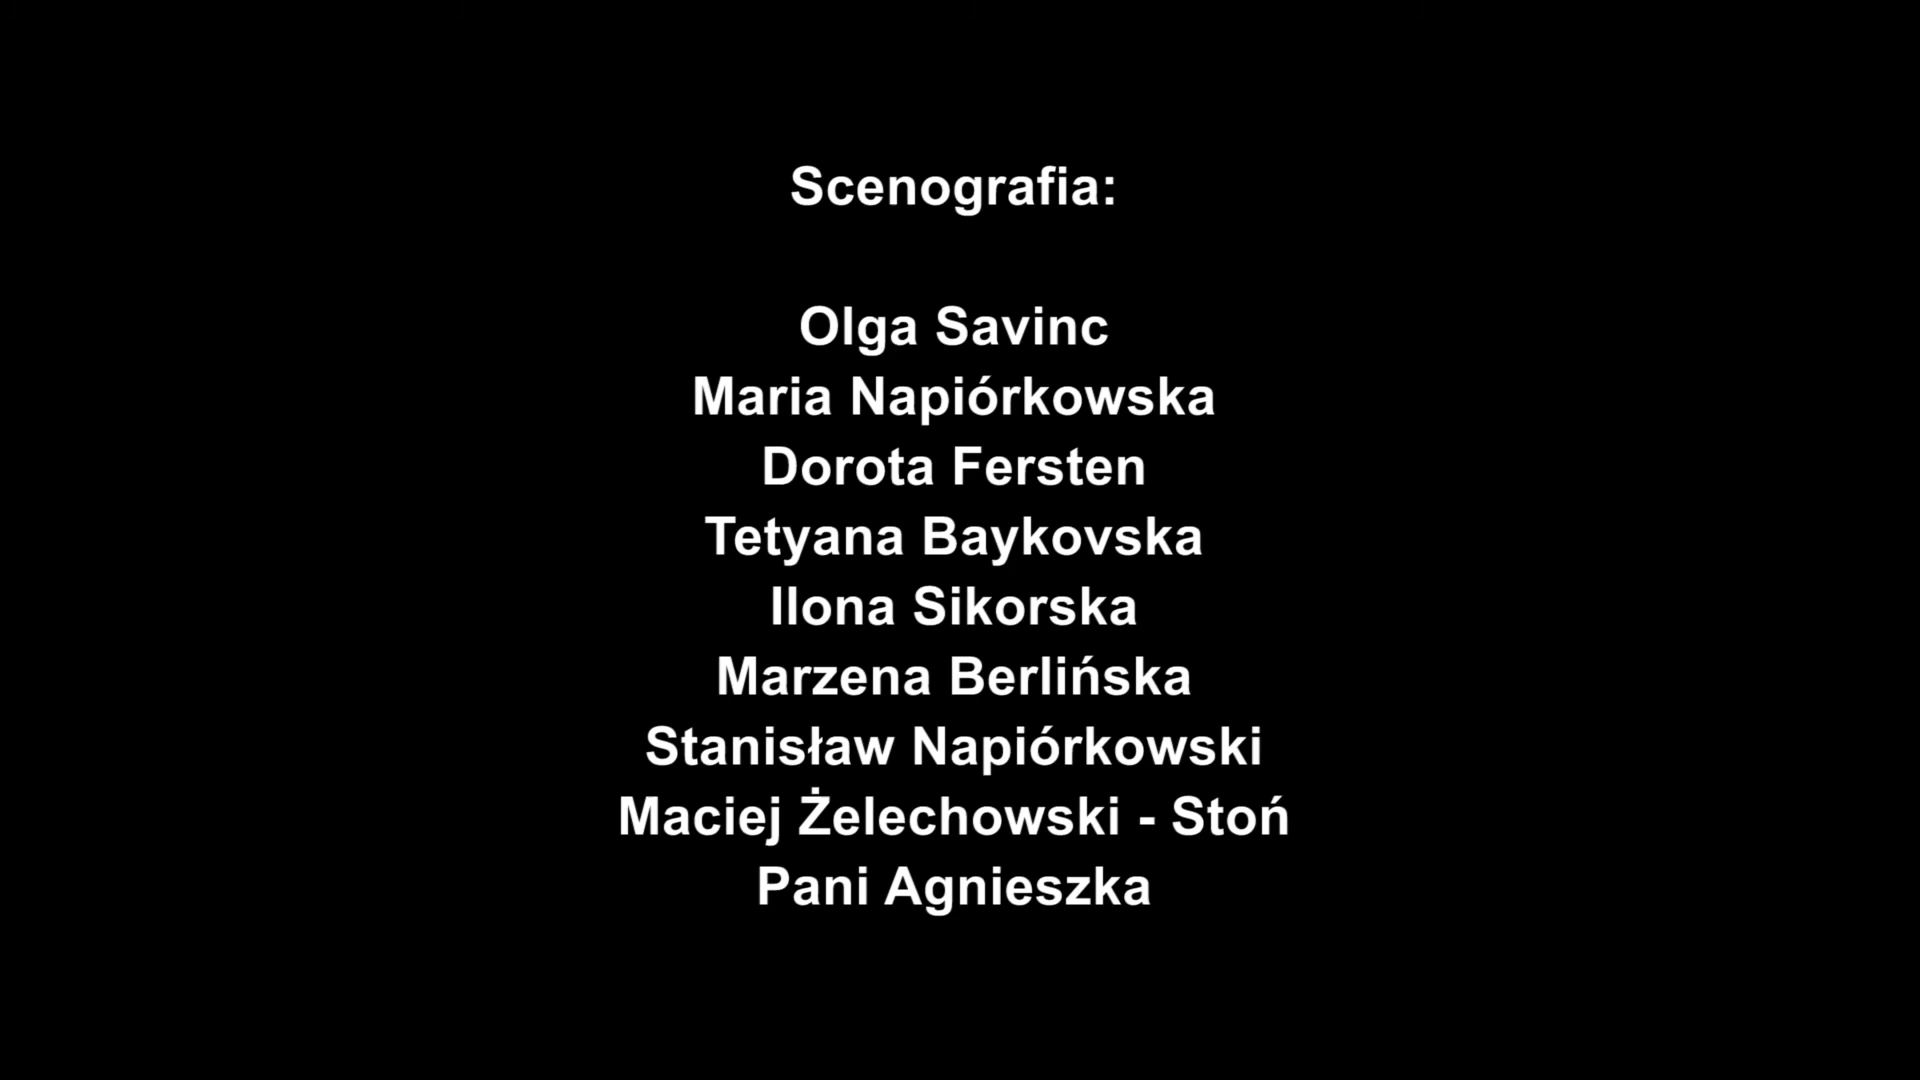 Scenografia:
Olga Savinc
Maria Napiórkowska
Dorota Fersten
Tetyana Baykovska
Ilona Sikorska
Marzena Berlińska
Stanisław Napiórkowski
Maciej Żelechowski - Stoń
Pani Agnieszka